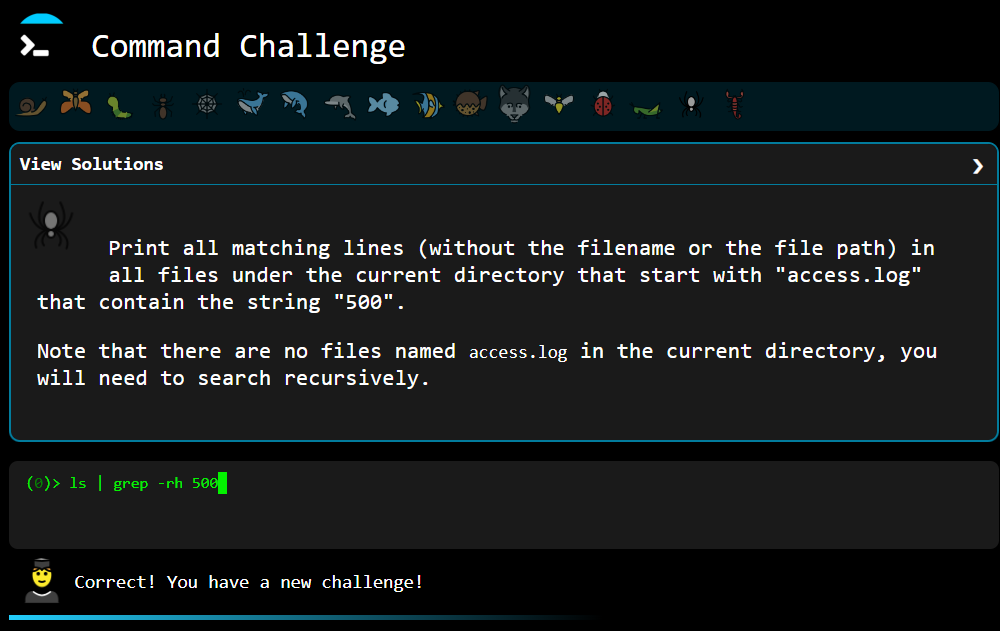 Command Challenge
View Solutions
Print all matching lines (without the filename or the file path) in
all files under the current directory that start with "access.log"
that contain the string "500".
Note that there are no files named access.log in the current directory, you
will need to search recursively.
(0)> ls | grep -rh 500
Correct! You have a new challenge!